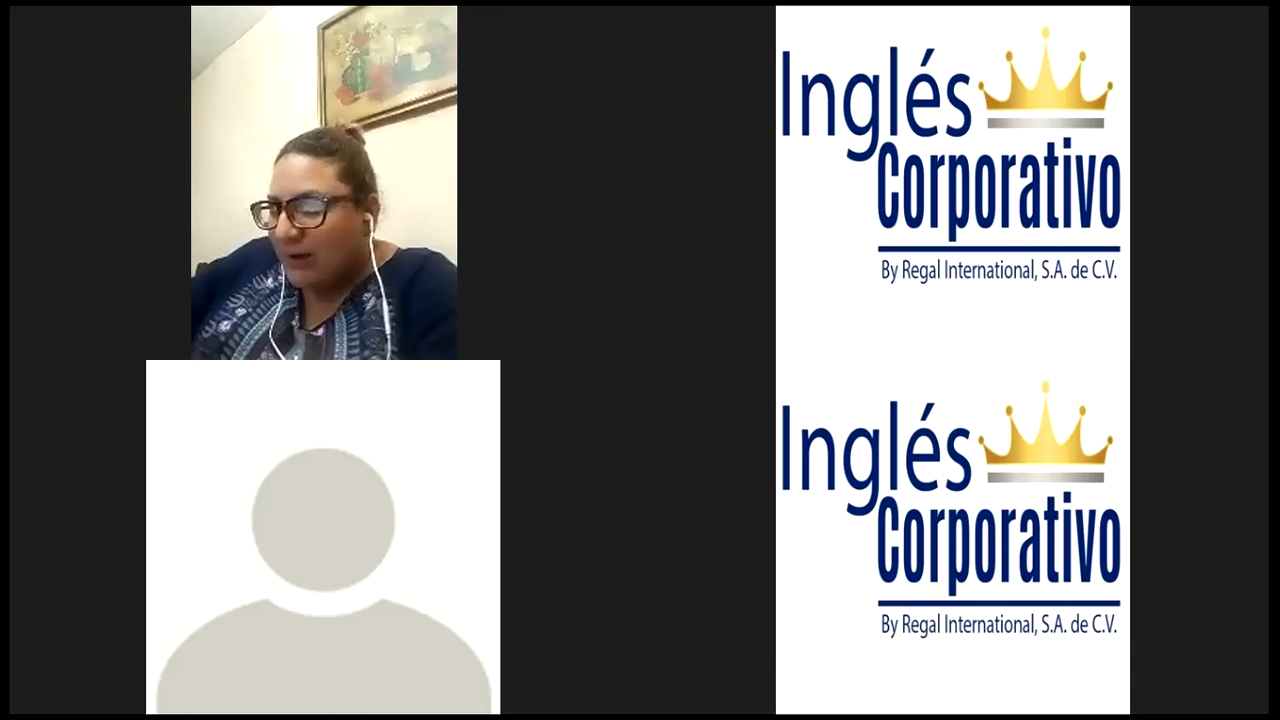 Inglés
Corporativo
By Regal International, S.A. de C.V.
Inglés
Corporativo
By Regal International, S.A. de C.V.